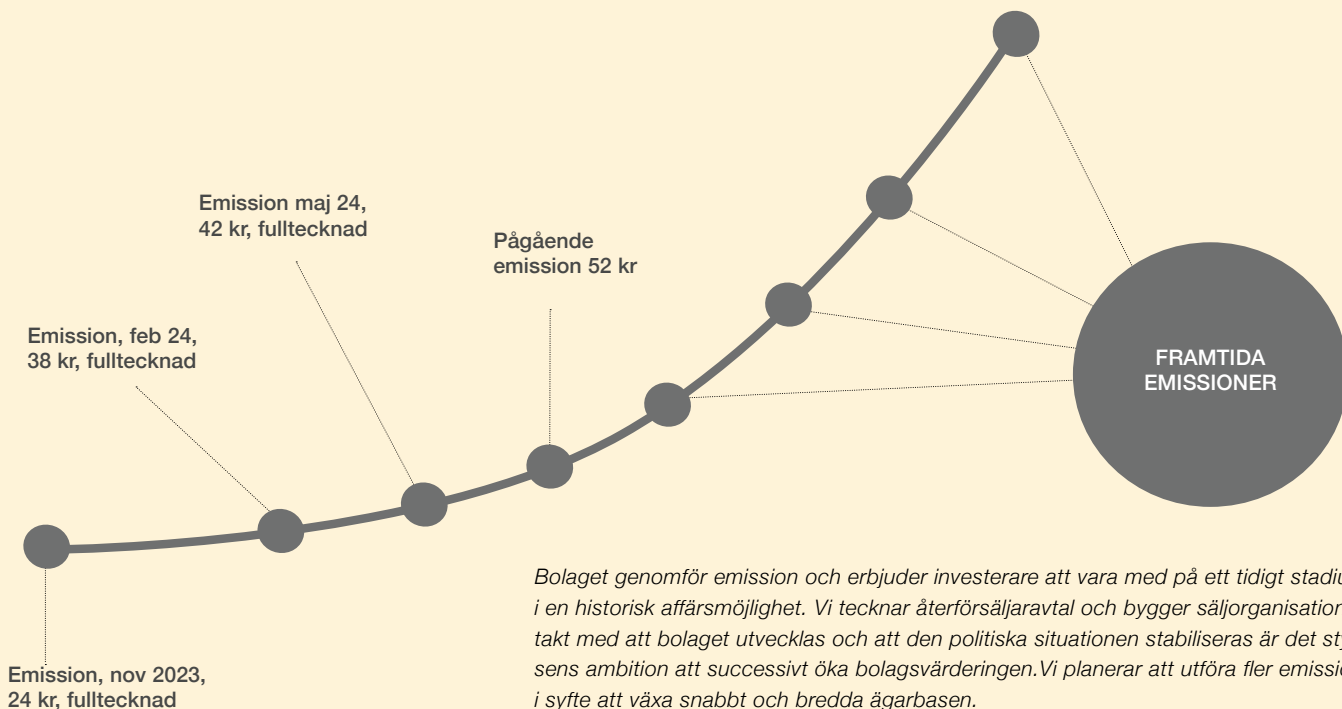 Emission maj 24,
42 kr, fulltecknad
Pågående
emission 52 kr
Emission, feb 24,
38 kr, fulltecknad
FRAMTIDA
EMISSIONER
Emission, nov 2023,
24 kr, fulltecknad
Bolaget genomför emission och erbjuder investerare att vara med på ett tidigt
i en historisk affärsmöjlighet. Vi tecknar återförsäljaravtal och bygger
takt med att bolaget utvecklas och att den politiska situationen stabiliseras är det
sens ambition att successivt öka bolagsvärderingen.Vi planerar att utföra fler
i syfte att växa snabbt och bredda ägarbasen.